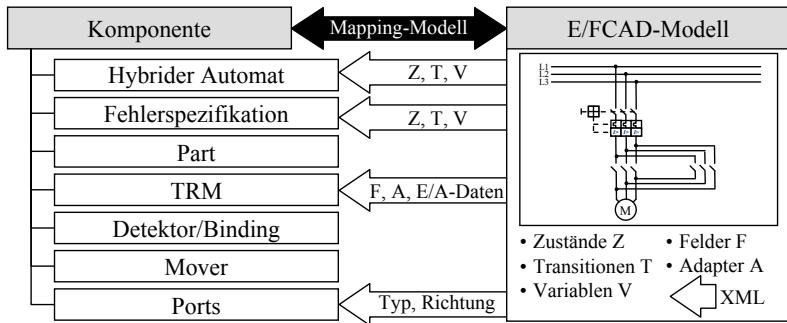 Komponente
Mapping-Modell
E/FCAD-Modell
Hybrider Automat
Z, T, V
Fehlerspezifikation
Z, T, V
Part
TRM
F, A, E/A-Daten
Detektor/Binding
Mover
Ports
Typ, Richtung
L1
L2
L3
M
• Zustände Z
• Felder F
• Transitionen T
• Adapter A
• Variablen V
XML